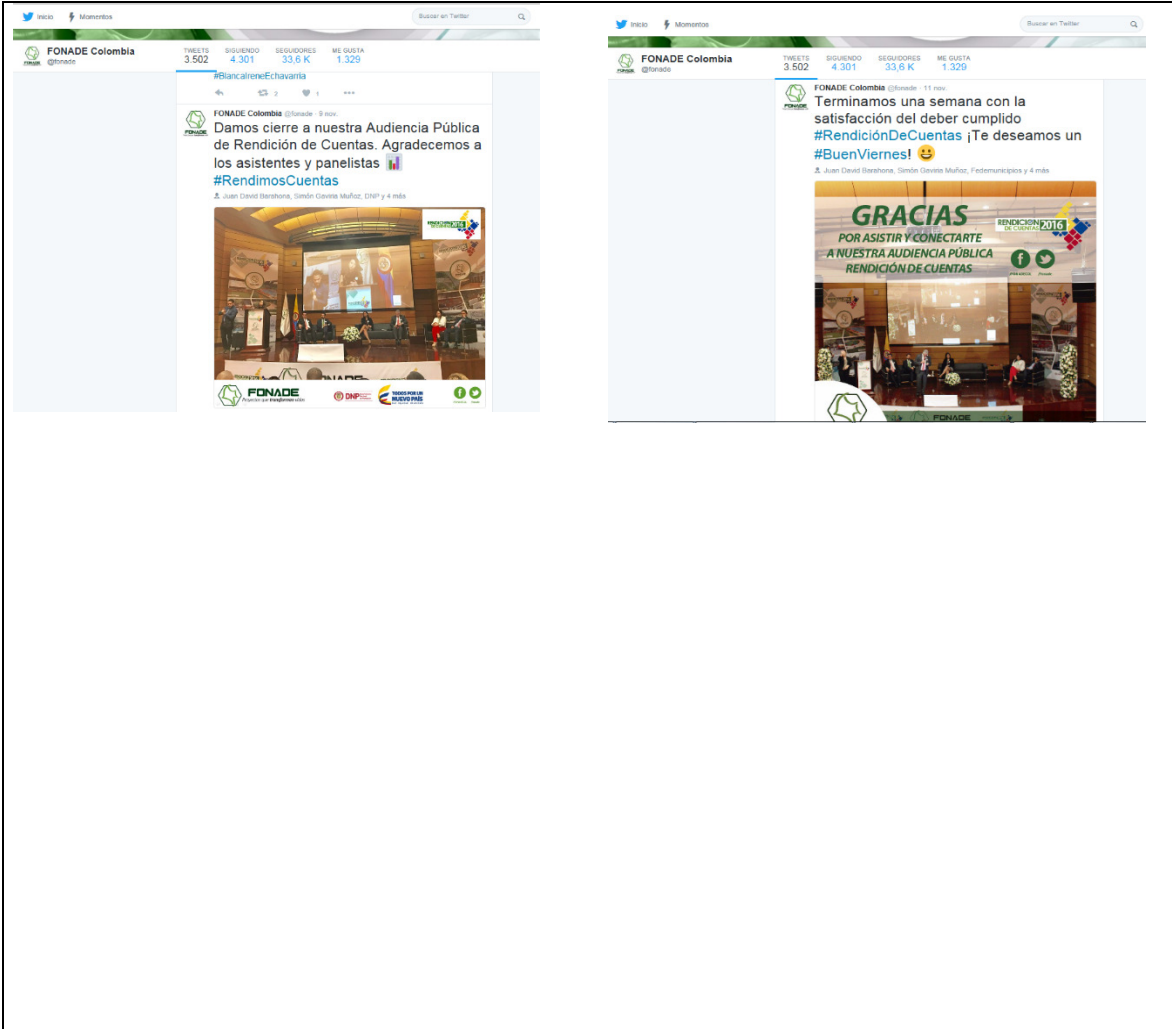 Inicio Momentos
Buscar en Twitter
FONADE Colombia
@fonade
TWEETS SIGUIENDO SEGUIDORES ME GUSTA
3.502 4.301 33,6 K 1.329
#BlancaIreneEchavarria
2 1
FONADE Colombia @fonade · 9 nov.
Damos cierre a nuestra Audiencia Pública
de Rendición de Cuentas. Agradecemos a
los asistentes y panelistas
#RendimosCuentas
Juan David Barahona, Simón Gaviria Muñoz, DNP y 4 más
FONADE
Proyectos que transforman vidas
DNP
TODOS POR UN
NUEVO PAÍS
Inicio Momentos
Buscar en Twitter
FONADE Colombia
@fonade
TWEETS SIGUIENDO SEGUIDORES ME GUSTA
3.502 4.301 33,6 K 1.329
FONADE Colombia @fonade · 11 nov.
Terminamos una semana con la
satisfacción del deber cumplido
#RendiciónDeCuentas ¡Te deseamos un
#BuenViernes!
Juan David Barahona, Simón Gaviria Muñoz, Fedemunicipios y 4 más
GRACIAS
POR ASISTIR Y CONECTARTE
A NUESTRA AUDIENCIA PÚBLICA
RENDICIÓN DE CUENTAS
RENDICIÓN
DE CUENTAS 2016
FONADE